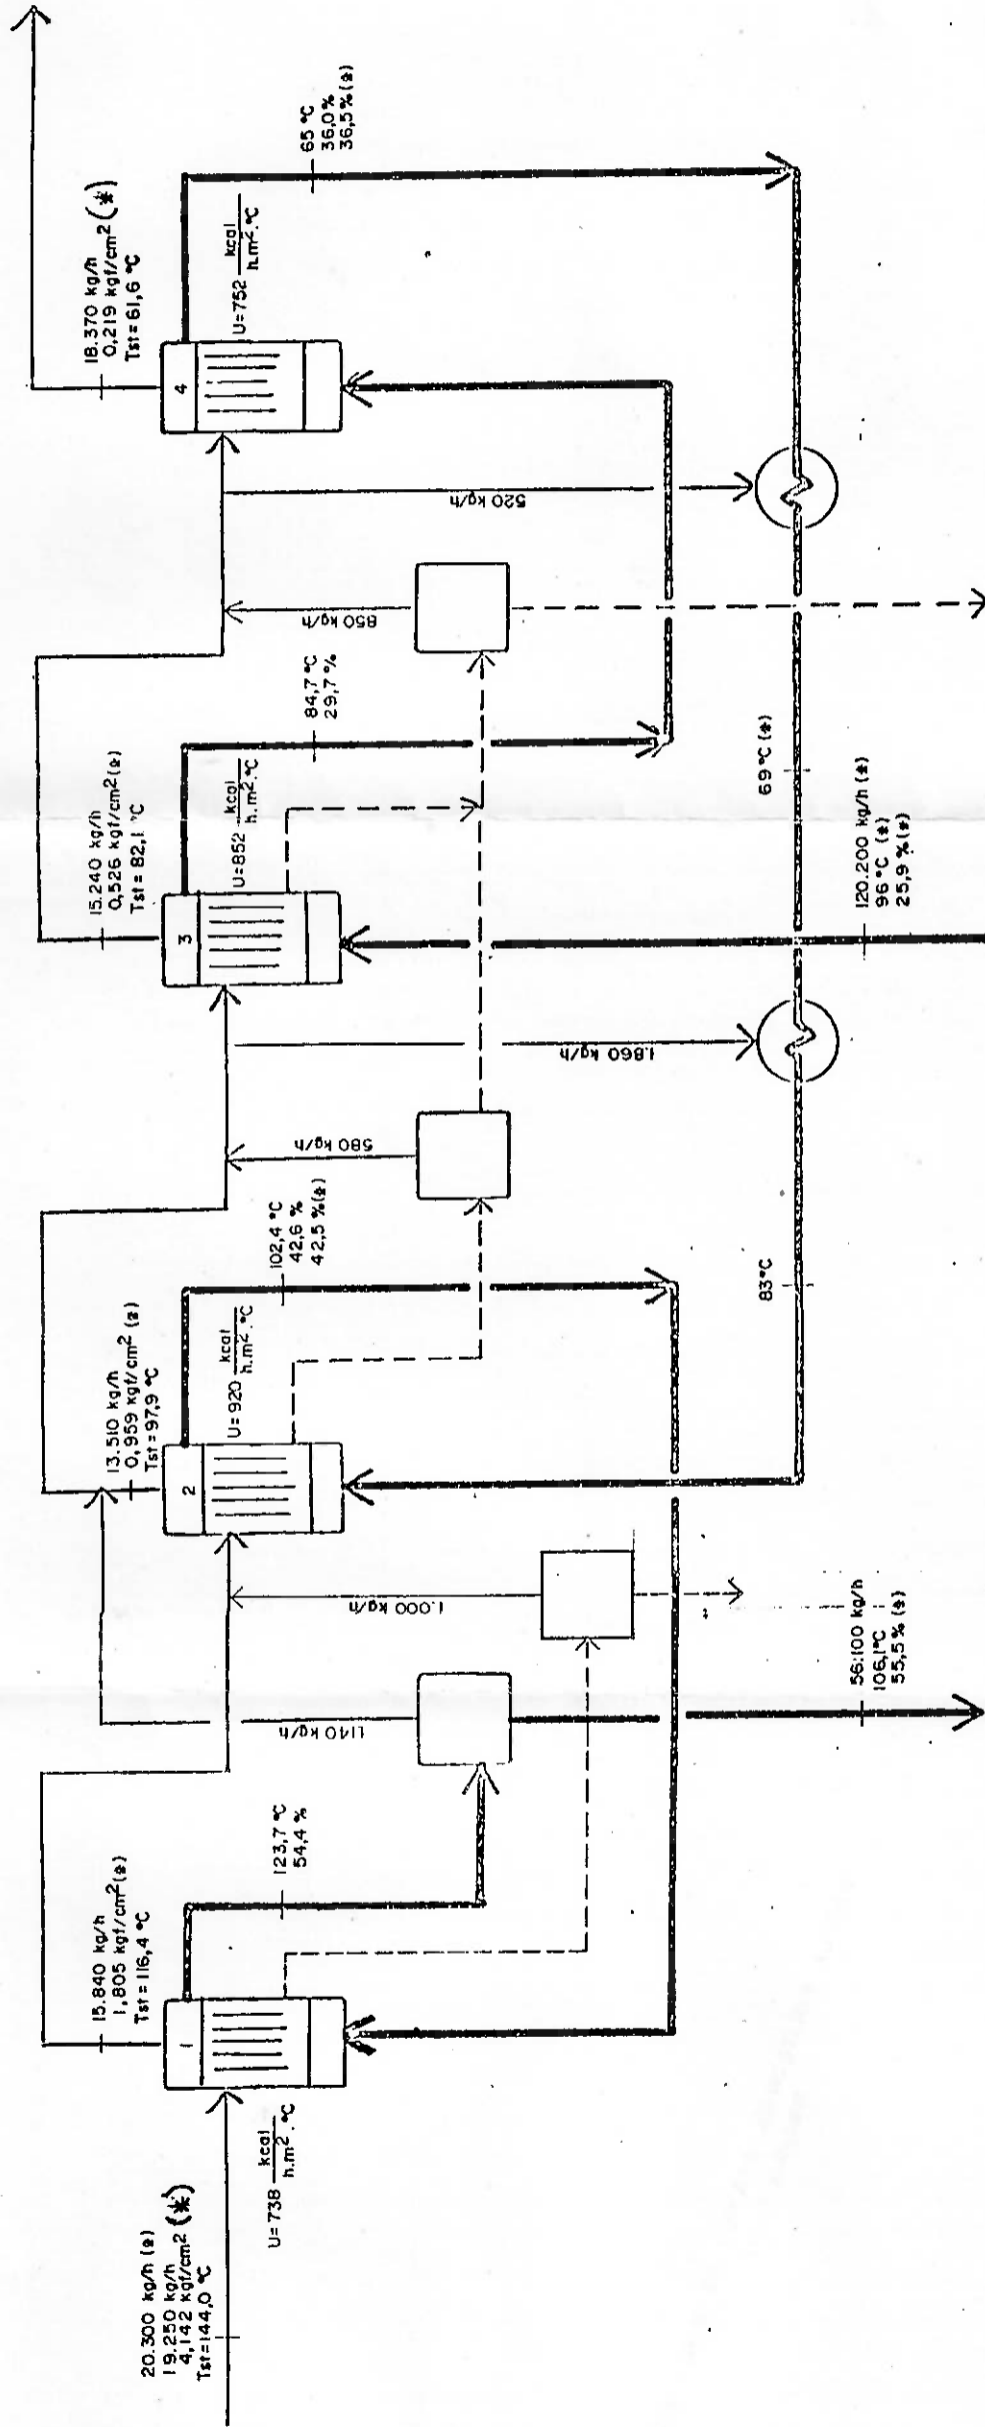 20.300 kg/h (*)
19.250 kg/h
4,142 kgf/cm² (*)
Tst=144,0 °C
U=738 kcal
h.m².°C
1
15.840 kg/h
1,805 kgf/cm² (*)
Tst=116,4 °C
123,7 °C
54,4 %
1.140 kg/h
1.000 kg/h
56.100 kg/h
106,1°C
55,5 % (*)
2
13.510 kg/h
0,959 kgf/cm² (*)
Tst=97,9 °C
U=920 kcal
h.m².°C
102,4 °C
42,6 %
42,5 % (*)
580 kg/h
83°C
1.860 kg/h
3
15.240 kg/h
0,526 kgf/cm² (*)
Tst=82,1 °C
U=852 kcal
h.m².°C
84,7 °C
29,7 %
120.200 kg/h (*)
96 °C (*)
25,9 % (*)
69 °C (*)
850 kg/h
520 kg/h
4
18.370 kg/h
0,219 kgf/cm² (*)
Tst=61,6 °C
U=752 kcal
h.m².°C
65 °C
36,0%
36,5% (*)